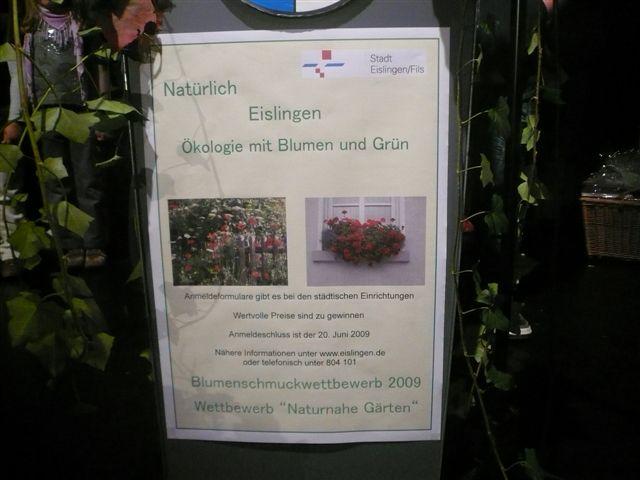 Stadt
Eislingen/Fils
Natürlich
Eislingen
Ökologie mit Blumen und Grün
Anmeldeformulare gibt es bei den städtischen Einrichtungen
Wertvolle Preise sind zu gewinnen
Anmeldeschluss ist der 20. Juni 2009
Nähere Informationen unter www.eislingen.de
oder telefonisch unter 804 101
Blumenschmuckwettbewerb 2009
Wettbewerb "Naturnahe Gärten"